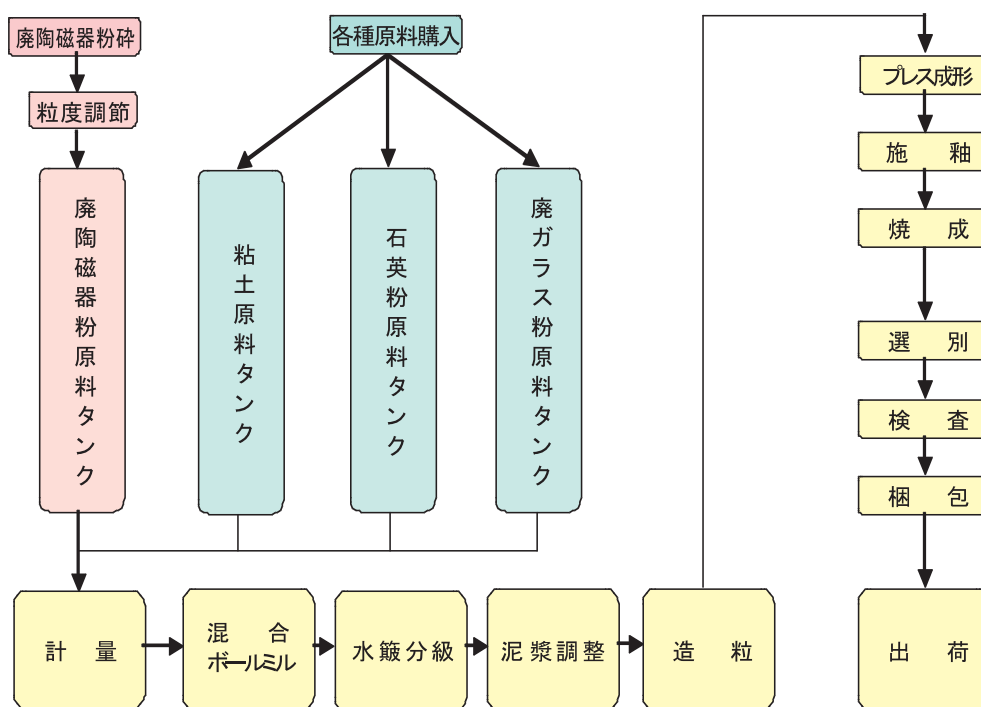 廃陶磁器粉砕
各種原料購入
粒度調節
廃陶磁器粉原料タンク
粘土原料タンク
石英粉原料タンク
廃ガラス粉原料タンク
計量
混合
ボールミル
水簸分級
泥漿調整
造粒
プレス成形
施釉
焼成
選別
検査
梱包
出荷